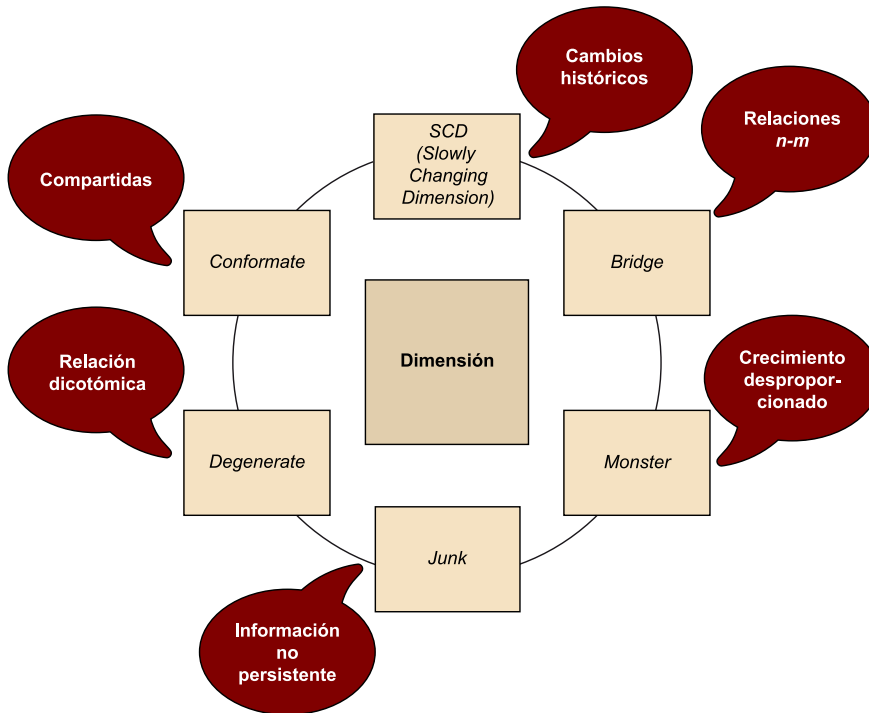 Cambios
históricos
SCD
(Slowly
Changing
Dimension)
Relaciones
n-m
Compartidas
Conformate
Bridge
Dimensión
Relación
dicotómica
Crecimiento
despropor-
cionado
Degenerate
Monster
Junk
Información
no
persistente